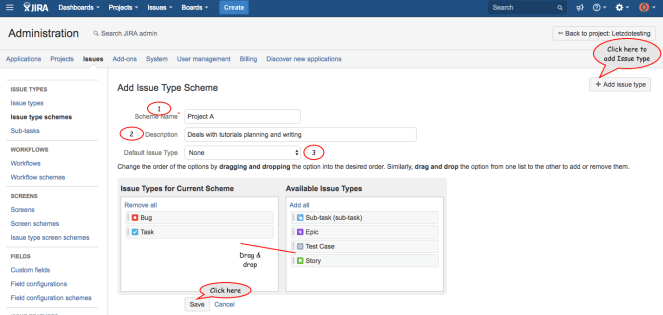 JIRA Dashboards Projects Issues Boards Create Search
Administration Search JIRA admin Back to project: Letzdotesting
Applications Projects Issues Add-ons System User management Billing Discover new applications
Click here to
add Issue type
+ Add issue type
ISSUE TYPES
Issue types
Issue type schemes
Sub-tasks
WORKFLOWS
Workflows
Workflow schemes
SCREENS
Screens
Screen schemes
Issue type screen schemes
FIELDS
Custom fields
Field configurations
Field configuration schemes
Add Issue Type Scheme
1
Scheme Name* Project A
2 Description Deals with tutorials planning and writing
Default Issue Type None 3
Change the order of the options by dragging and dropping the option into the desired order. Similarly, drag and drop the option from one list to the other to add or remove them.
Issue Types for Current Scheme
Remove all
Bug
Task
Available Issue Types
Add all
Sub-task (sub-task)
Epic
Test Case
Story
Drag &
drop
Click here
Save Cancel